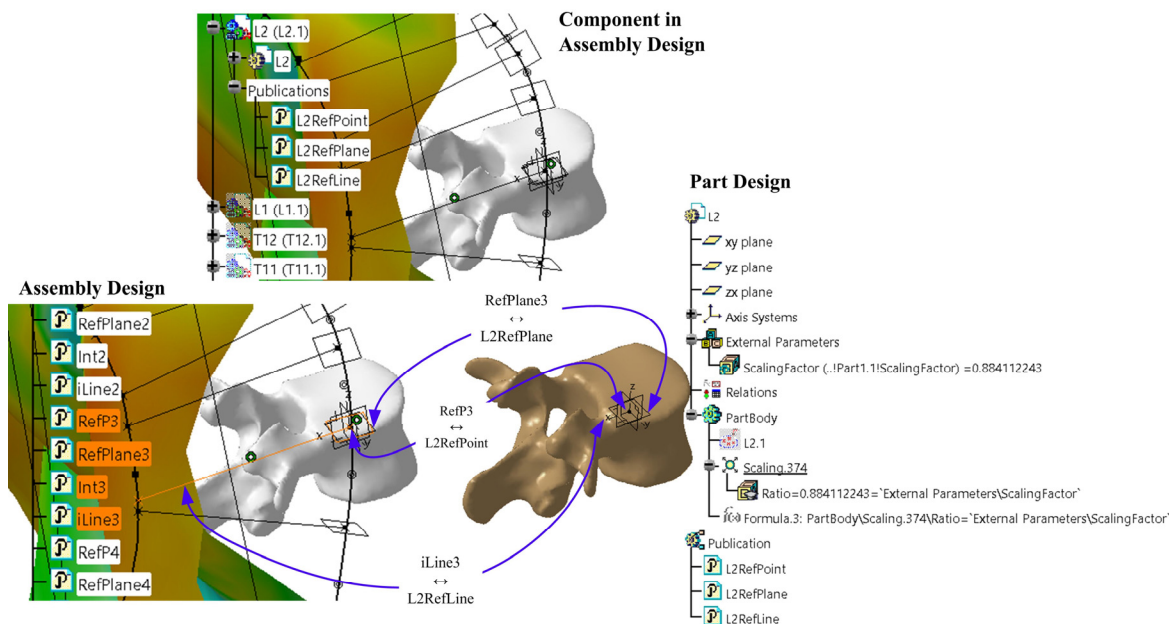 Component in
Assembly Design
L2 (L2.1)
L2
Publications
L2RefPoint
L2RefPlane
L2RefLine
L1 (L1.1)
T12 (T12.1)
T11 (T11.1)
z
x
y
Assembly Design
RefPlane2
Int2
iLine2
RefP3
RefPlane3
Int3
iLine3
RefP4
RefPlane4
x
y
RefPlane3
↔
L2RefPlane
RefP3
↔
L2RefPoint
iLine3
↔
L2RefLine
z
x
y
Part Design
L2
xy plane
yz plane
zx plane
Axis Systems
External Parameters
ScalingFactor (..!Part1.1!ScalingFactor) =0.884112243
Relations
PartBody
L2.1
Scaling.374
Ratio=0.884112243=`External Parameters\ScalingFactor`
f(x) Formula.3: PartBody\Scaling.374\Ratio=`External Parameters\ScalingFactor`
Publication
L2RefPoint
L2RefPlane
L2RefLine